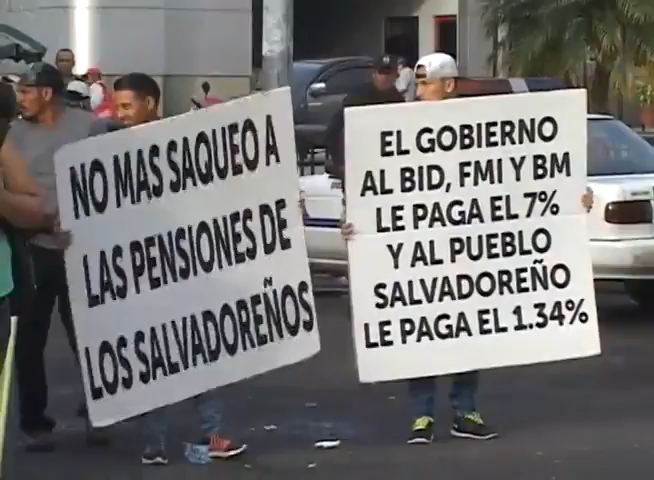 NO MAS SAQUEO A
LAS PENSIONES DE
LOS SALVADOREÑOS
EL GOBIERNO
AL BID, FMI Y BM
LE PAGA EL 7%
Y AL PUEBLO
SALVADOREÑO
LE PAGA EL 1.34%